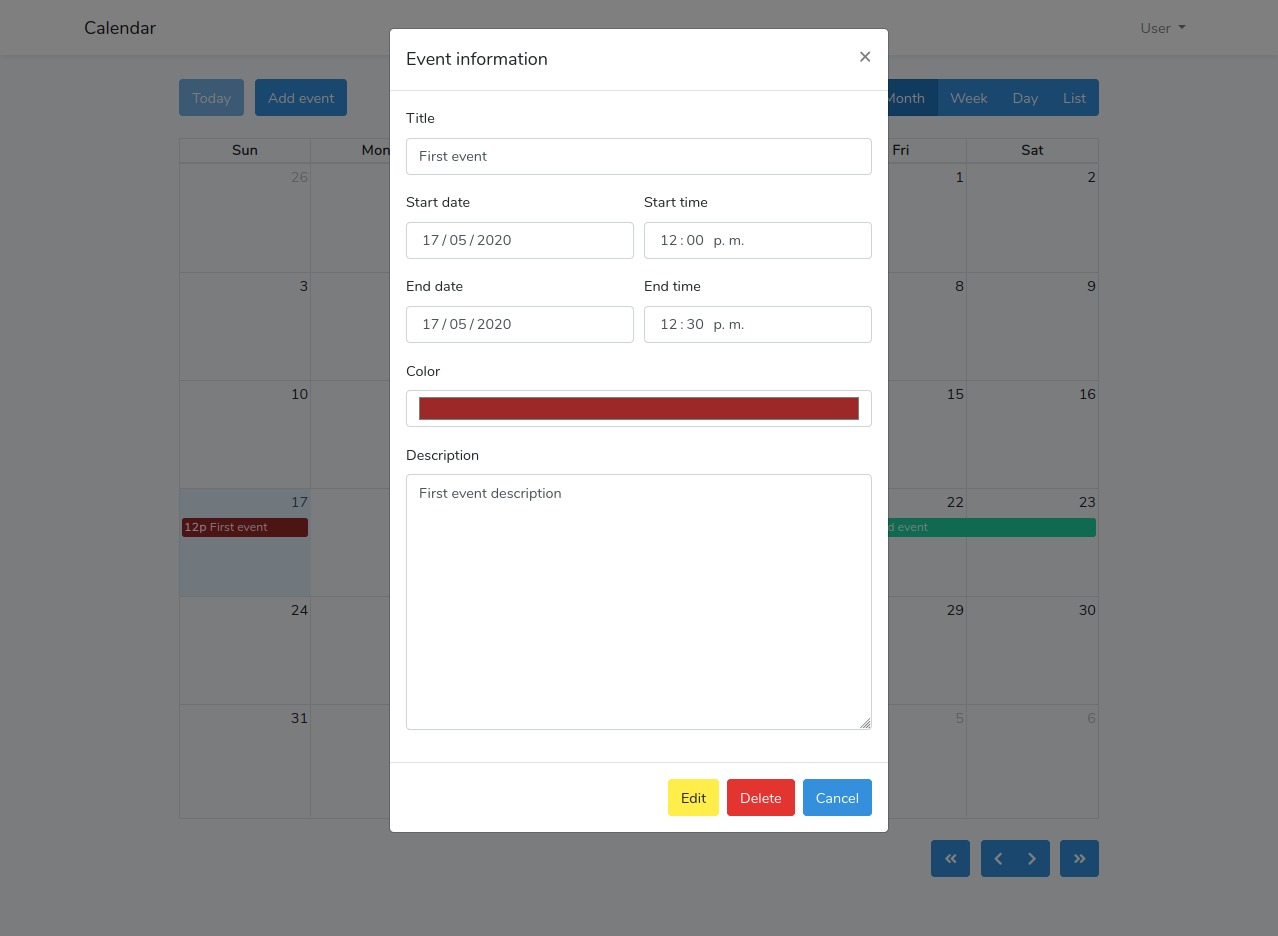 Calendar
User
Event information
×
Today
Add event
Month
Week
Day
List
Title
First event
Sun
Mon
Fri
Sat
26
1
2
Start date
Start time
17/05/2020
12:00 p. m.
End date
End time
3
8
9
17/05/2020
12:30 p. m.
Color
10
15
16
Description
First event description
17
22
23
12p First event
d event
24
29
30
31
5
6
Edit
Delete
Cancel
«
<
>
»